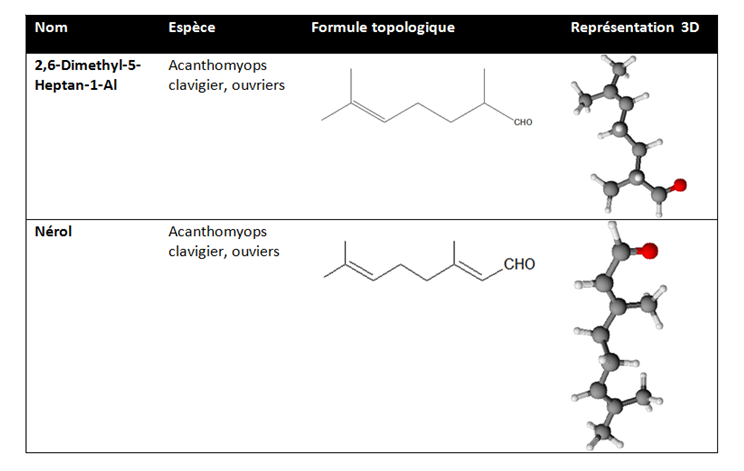 Nom Espèce Formule topologique Représentation 3D
2,6-Dimethyl-5-
Heptan-1-Al
Acanthomyops
clavigier, ouvriers
CHO
Nérol
Acanthomyops
clavigier, ouviers
CHO